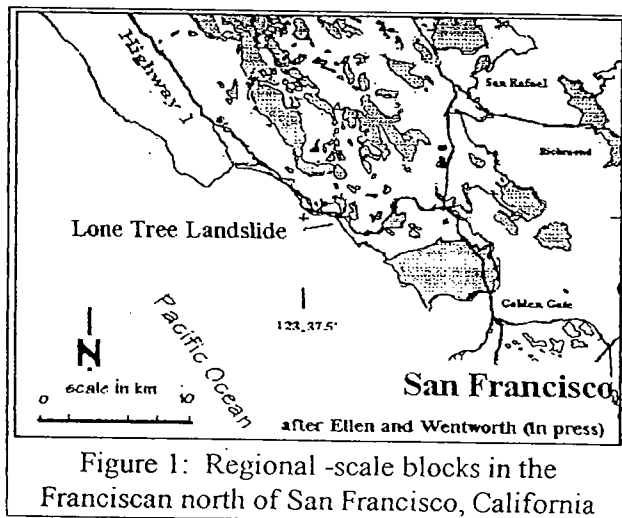 Highway 1
San Rafael
Richmond
Lone Tree Landslide
Golden Gate
123.37.5'
Pacific Ocean
N
scale in km
0 10
San Francisco
after Ellen and Wentworth (in press)
Figure 1: Regional -scale blocks in the
Franciscan north of San Francisco, California